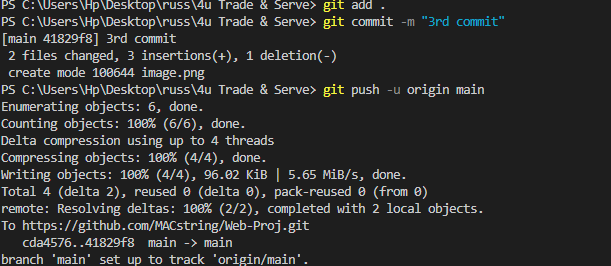 PS C:\Users\Hp\Desktop\russ\4u Trade & Serve> git add .
PS C:\Users\Hp\Desktop\russ\4u Trade & Serve> git commit -m "3rd commit"
[main 41829f8] 3rd commit
 2 files changed, 3 insertions(+), 1 deletion(-)
 create mode 100644 image.png
PS C:\Users\Hp\Desktop\russ\4u Trade & Serve> git push -u origin main
Enumerating objects: 6, done.
Counting objects: 100% (6/6), done.
Delta compression using up to 4 threads
Compressing objects: 100% (4/4), done.
Writing objects: 100% (4/4), 96.02 KiB | 5.65 MiB/s, done.
Total 4 (delta 2), reused 0 (delta 0), pack-reused 0 (from 0)
remote: Resolving deltas: 100% (2/2), completed with 2 local objects.
To https://github.com/MACstring/Web-Proj.git
   cda4576..41829f8  main -> main
branch 'main' set up to track 'origin/main'.